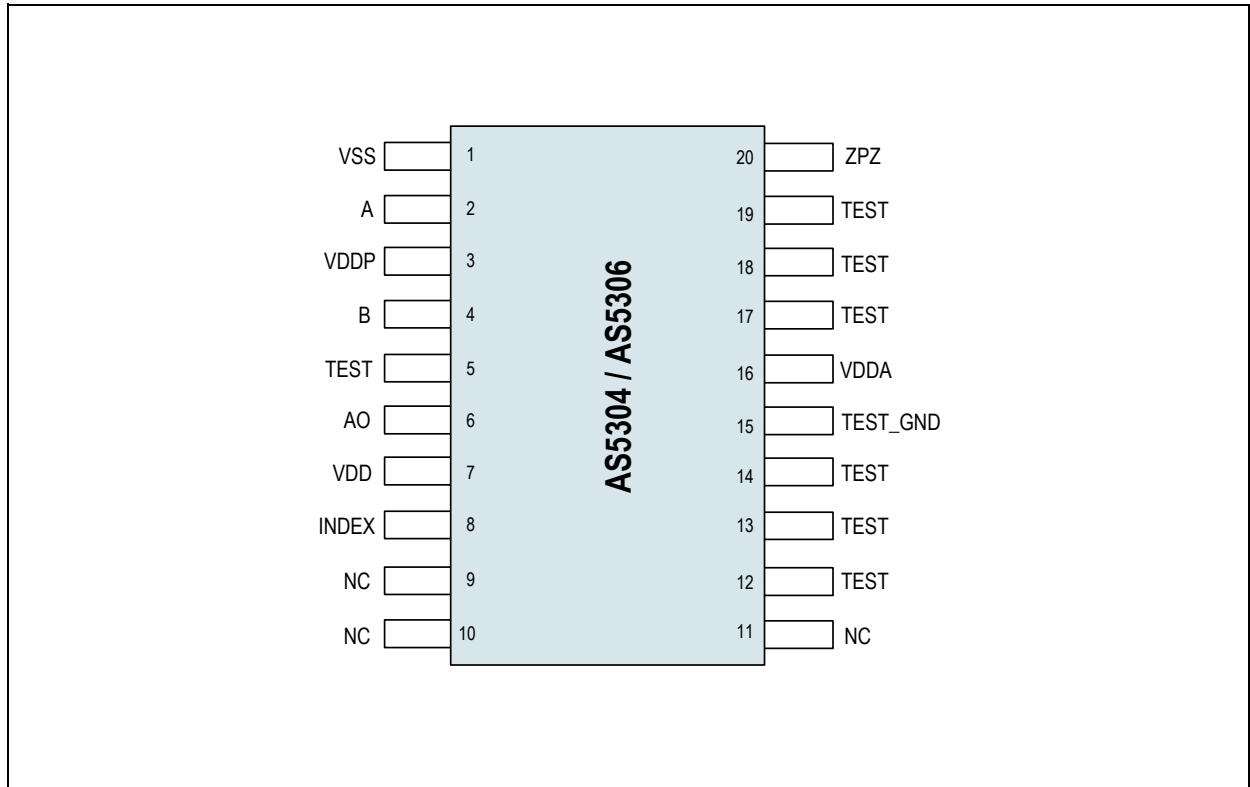 VSS 1
A 2
VDDP 3
B 4
TEST 5
AO 6
VDD 7
INDEX 8
NC 9
NC 10
AS5304 / AS5306
20 ZPZ
19 TEST
18 TEST
17 TEST
16 VDDA
15 TEST_GND
14 TEST
13 TEST
12 TEST
11 NC